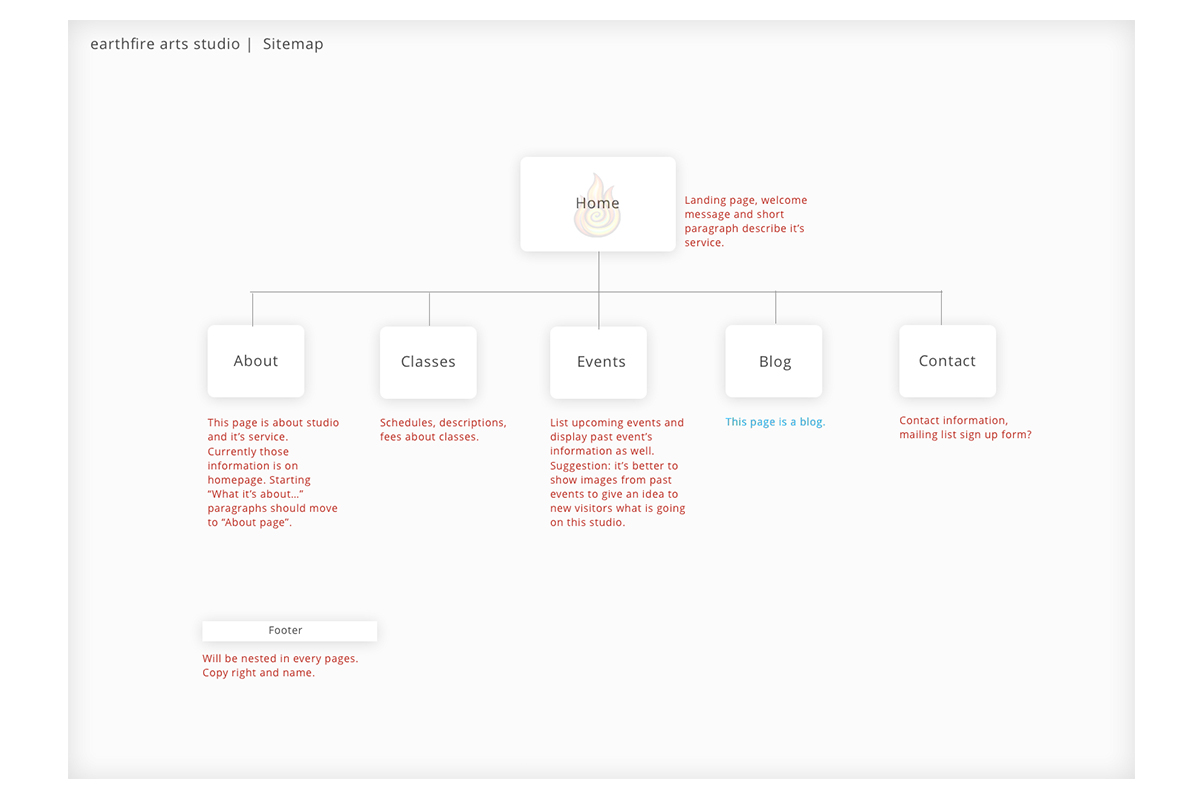 earthfire arts studio | Sitemap
Home
Landing page, welcome
message and short
paragraph describe it's
service.
About
Classes
Events
Blog
Contact
This page is about studio
and it's service.
Currently those
information is on
homepage. Starting
“What it's about...”
paragraphs should move
to “About page”.
Schedules, descriptions,
fees about classes.
List upcoming events and
display past event's
information as well.
Suggestion: it's better to
show images from past
events to give an idea to
new visitors what is going
on this studio.
This page is a blog.
Contact information,
mailing list sign up form?
Footer
Will be nested in every pages.
Copy right and name.